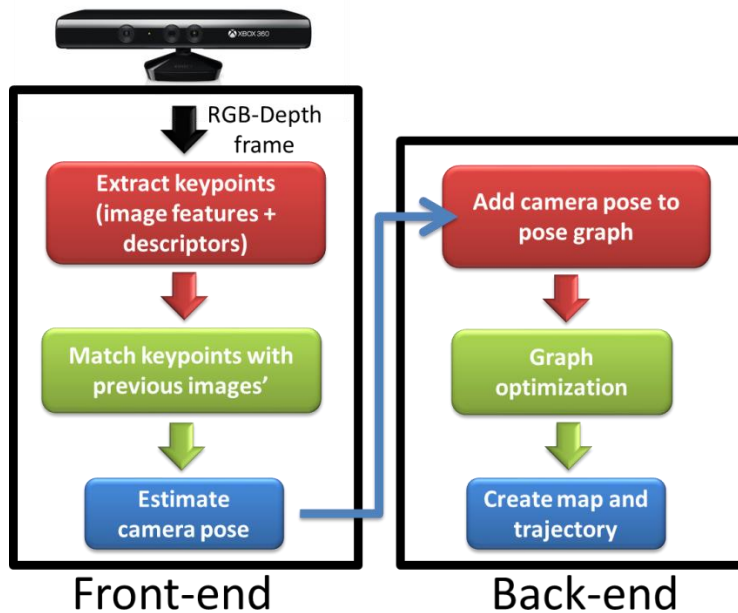 XBOX 360
RGB-Depth
frame
Extract keypoints
(image features +
descriptors)
Match keypoints with
previous images’
Estimate
camera pose
Front-end
Add camera pose to
pose graph
Graph
optimization
Create map and
trajectory
Back-end